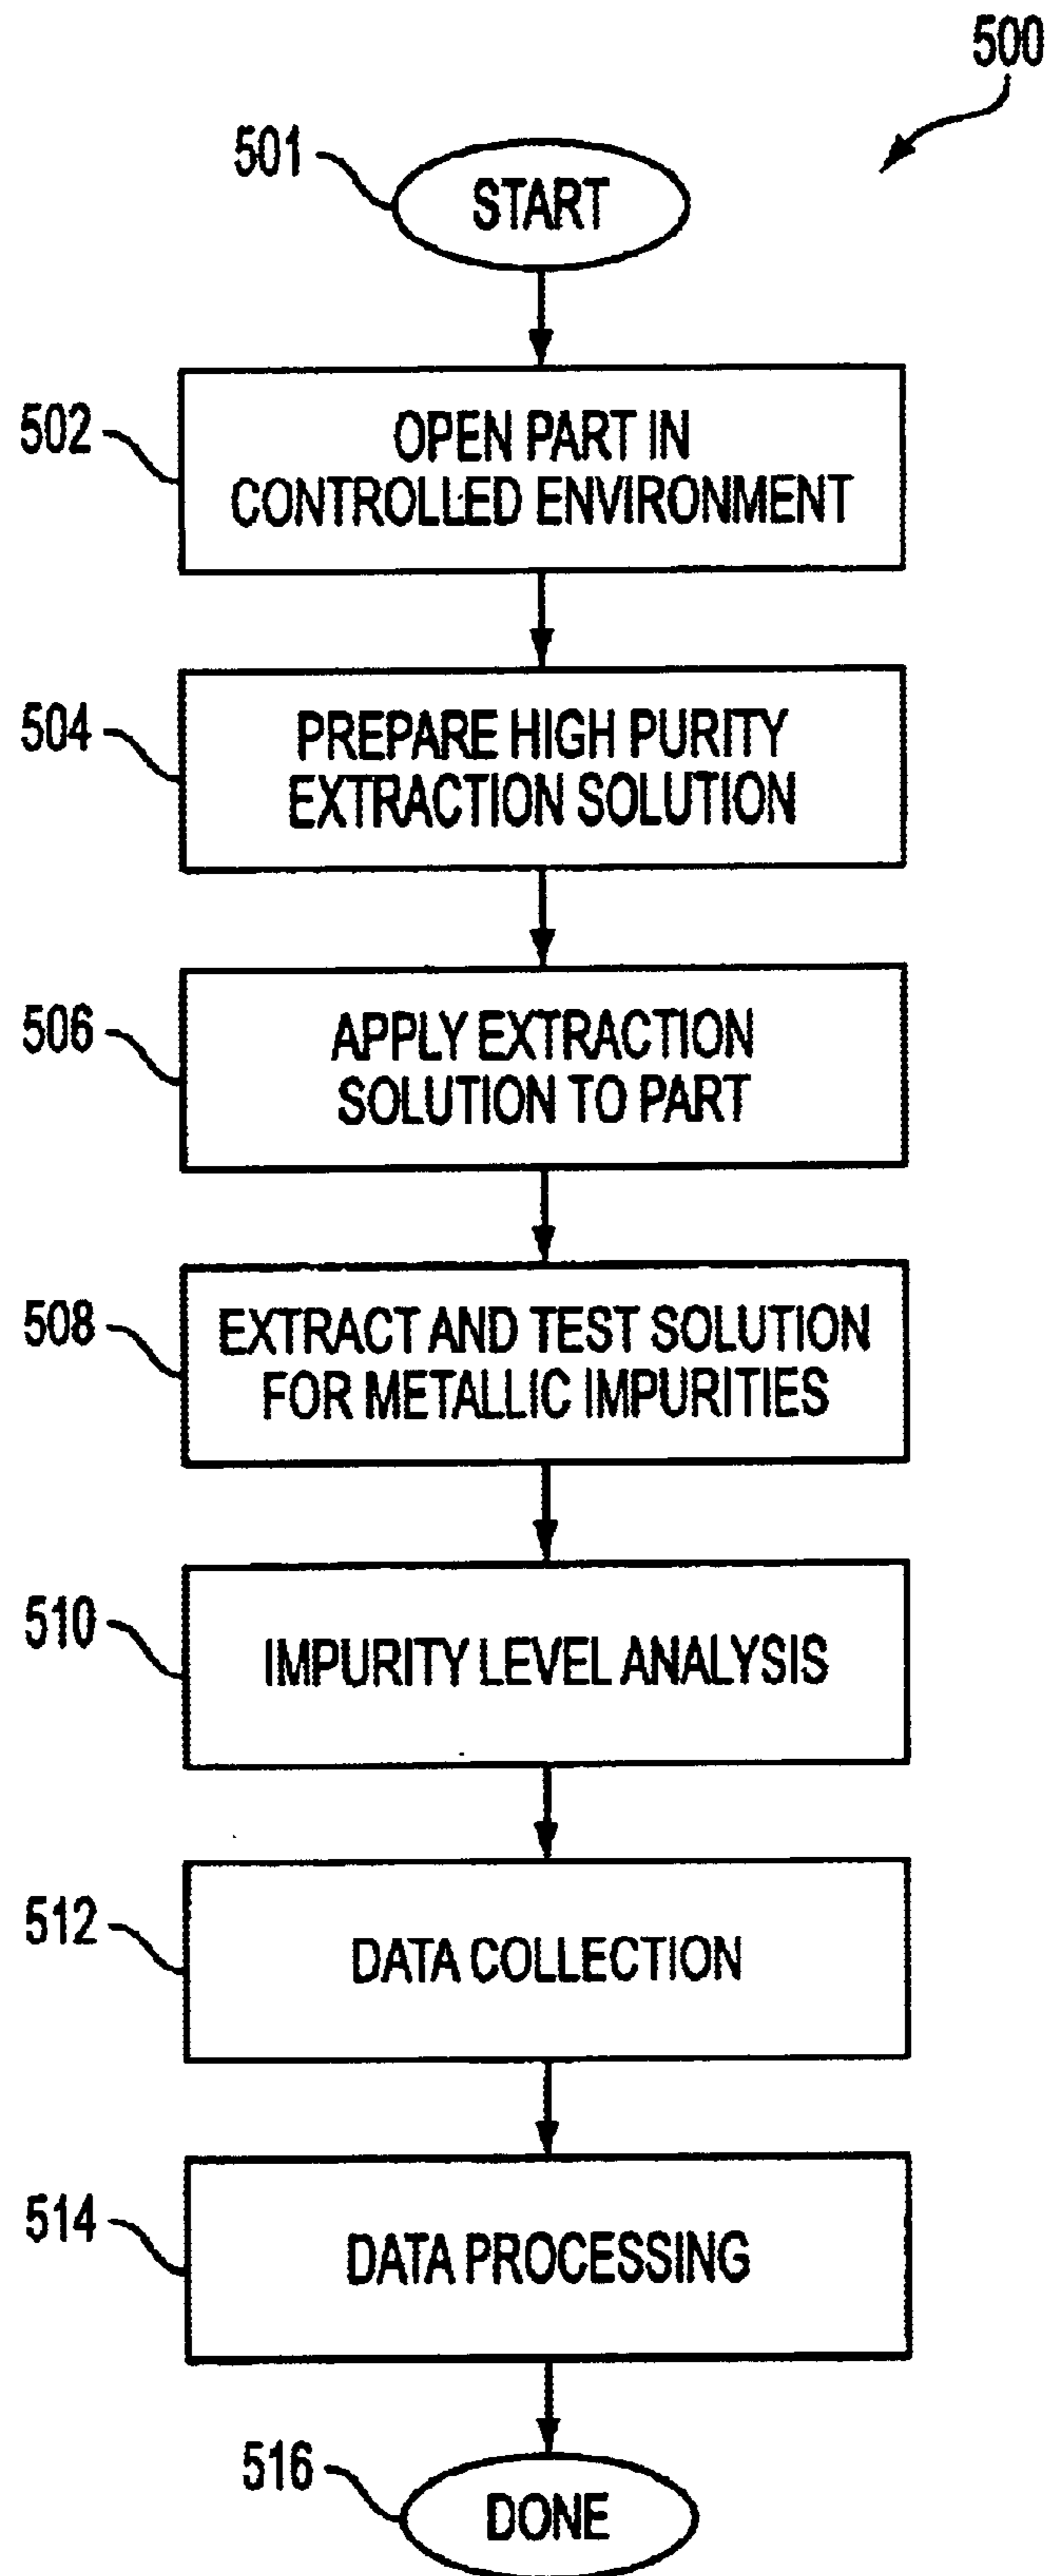 500
501
START
502
OPEN PART IN
CONTROLLED ENVIRONMENT
504
PREPARE HIGH PURITY
EXTRACTION SOLUTION
506
APPLY EXTRACTION
SOLUTION TO PART
508
EXTRACT AND TEST SOLUTION
FOR METALLIC IMPURITIES
510
IMPURITY LEVEL ANALYSIS
512
DATA COLLECTION
514
DATA PROCESSING
516
DONE